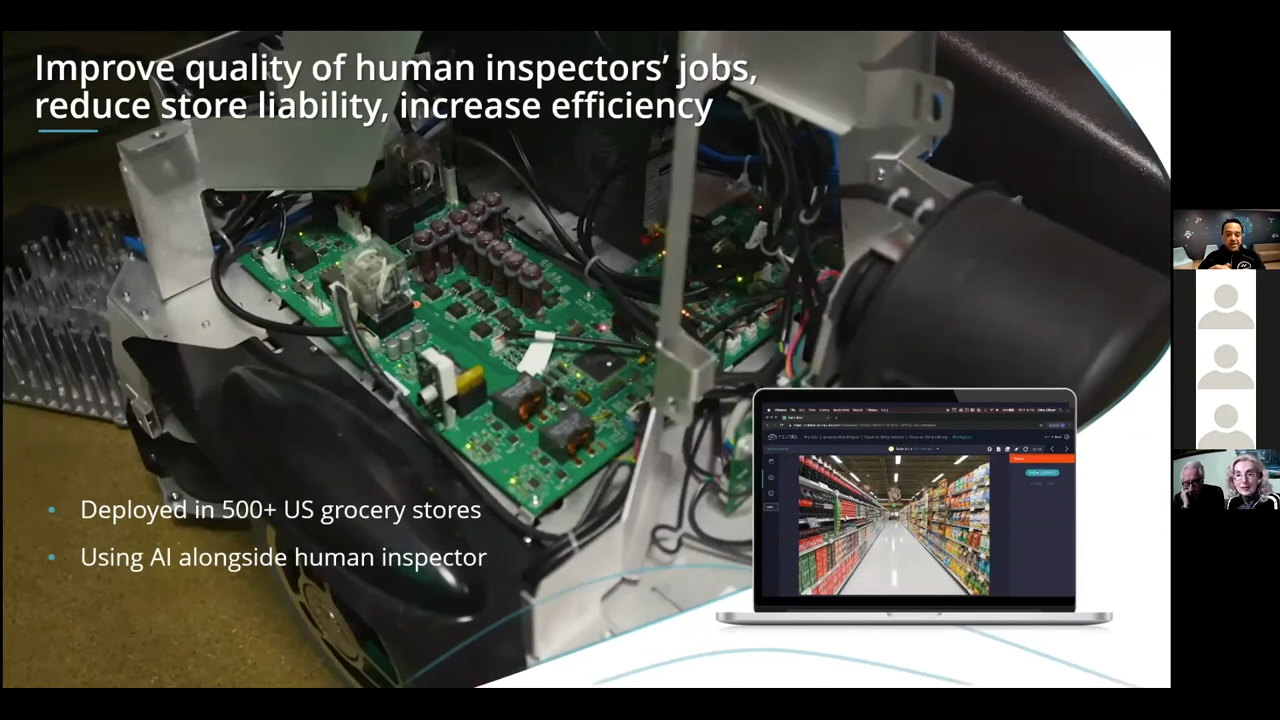 Improve quality of human inspectors’ jobs,
reduce store liability, increase efficiency
• Deployed in 500+ US grocery stores
• Using AI alongside human inspector